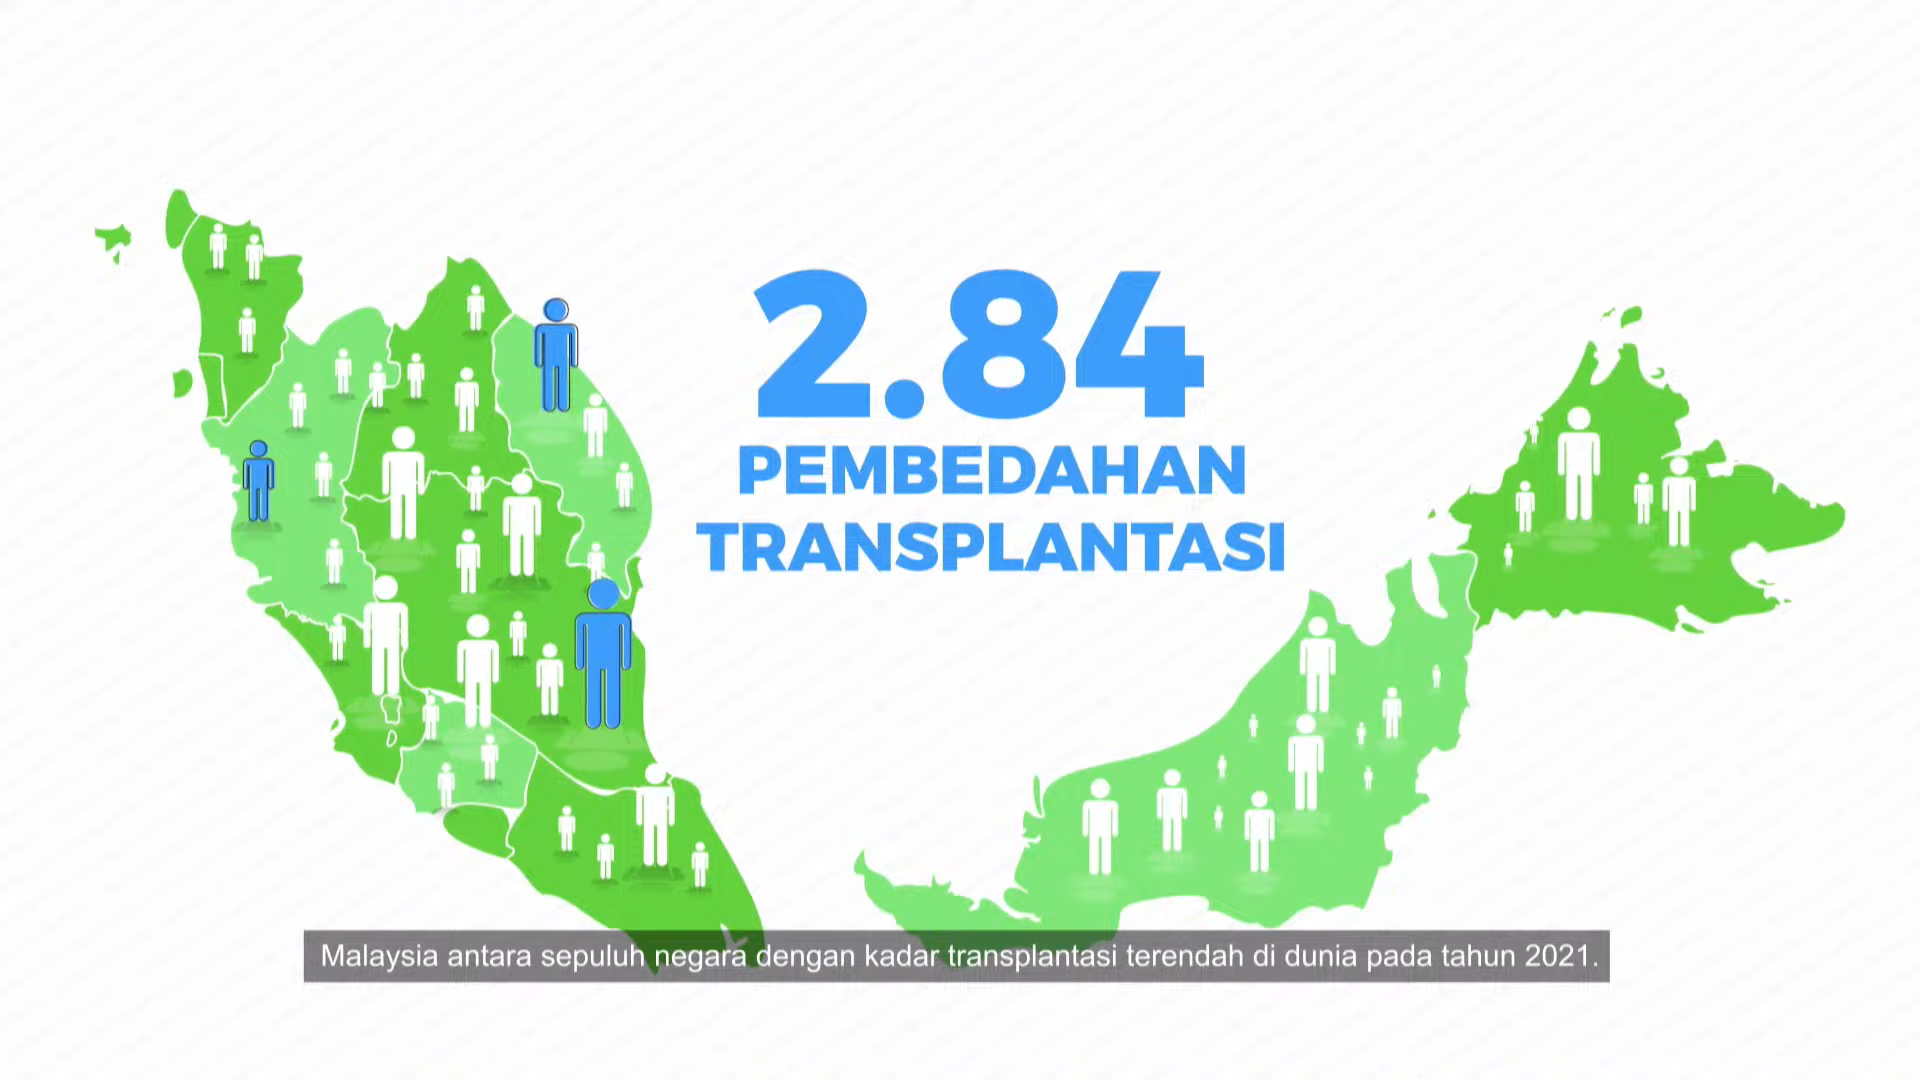 2.84
PEMBEDAHAN
TRANSPLANTASI
Malaysia antara sepuluh negara dengan kadar transplantasi terendah di dunia pada tahun 2021.